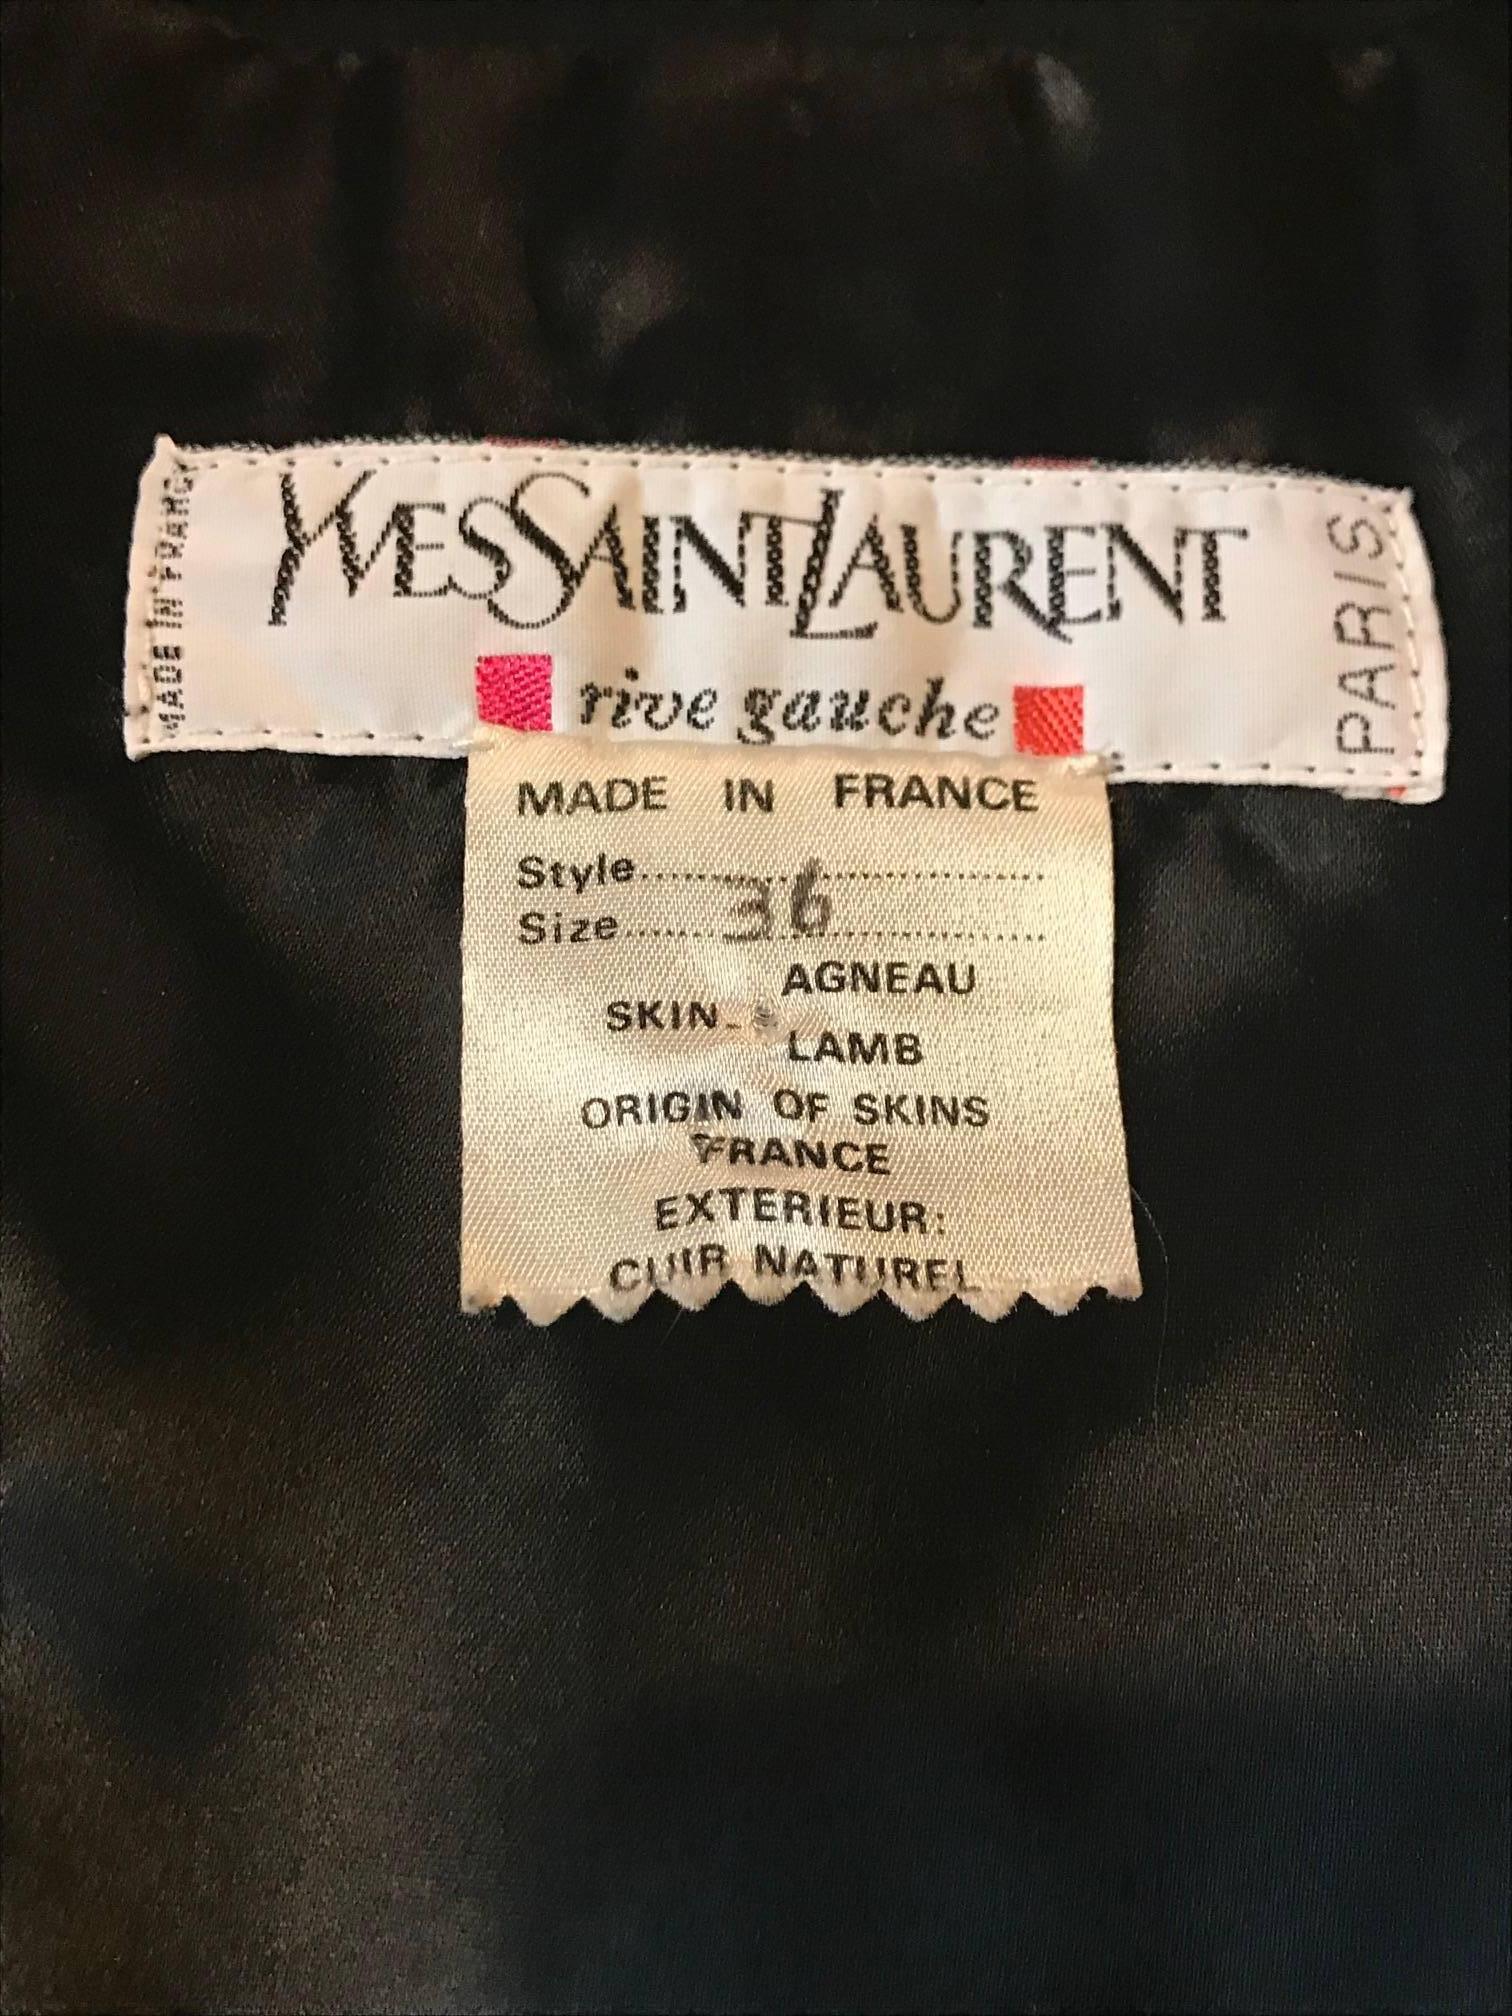 YVES SAINT LAURENT
rive gauche
MADE IN FRANCE
PARIS
MADE IN FRANCE
Style
Size 36
AGNEAU
SKIN
LAMB
ORIGIN OF SKINS
FRANCE
EXTERIEUR:
CUIR NATUREL